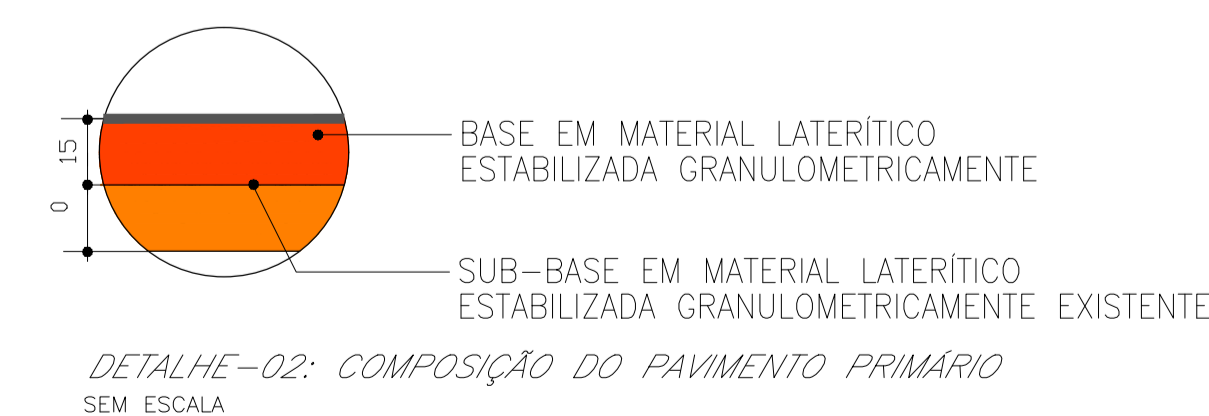 15
0
BASE EM MATERIAL LATERÍTICO
ESTABILIZADA GRANULOMETRICAMENTE
SUB-BASE EM MATERIAL LATERÍTICO
ESTABILIZADA GRANULOMETRICAMENTE EXISTENTE
DETALHE-02: COMPOSIÇÃO DO PAVIMENTO PRIMÁRIO
SEM ESCALA